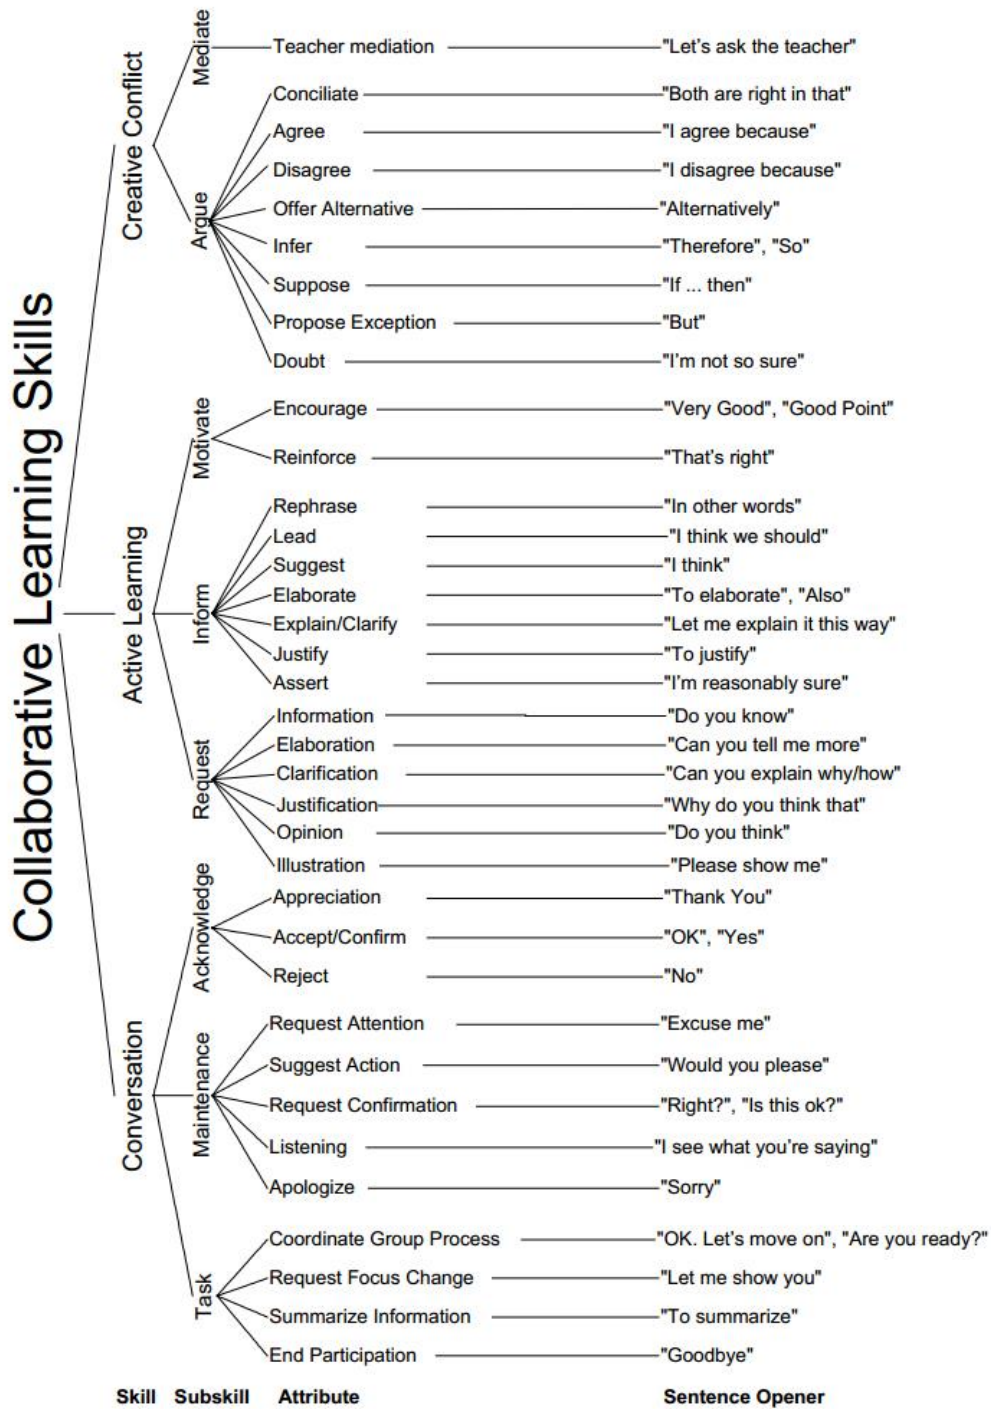 Collaborative Learning Skills
Creative Conflict
Mediate
Teacher mediation "Let's ask the teacher"
Argue
Conciliate "Both are right in that"
Agree "I agree because"
Disagree "I disagree because"
Offer Alternative "Alternatively"
Infer "Therefore", "So"
Suppose "If ... then"
Propose Exception "But"
Doubt "I'm not so sure"
Active Learning
Motivate
Encourage "Very Good", "Good Point"
Reinforce "That's right"
Inform
Rephrase "In other words"
Lead "I think we should"
Suggest "I think"
Elaborate "To elaborate", "Also"
Explain/Clarify "Let me explain it this way"
Justify "To justify"
Assert "I'm reasonably sure"
Request
Information "Do you know"
Elaboration "Can you tell me more"
Clarification "Can you explain why/how"
Justification "Why do you think that"
Opinion "Do you think"
Illustration "Please show me"
Conversation
Acknowledge
Appreciation "Thank You"
Accept/Confirm "OK", "Yes"
Reject "No"
Maintenance
Request Attention "Excuse me"
Suggest Action "Would you please"
Request Confirmation "Right?", "Is this ok?"
Listening "I see what you're saying"
Apologize "Sorry"
Task
Coordinate Group Process "OK. Let's move on", "Are you ready?"
Request Focus Change "Let me show you"
Summarize Information "To summarize"
End Participation "Goodbye"
Skill Subskill Attribute Sentence Opener